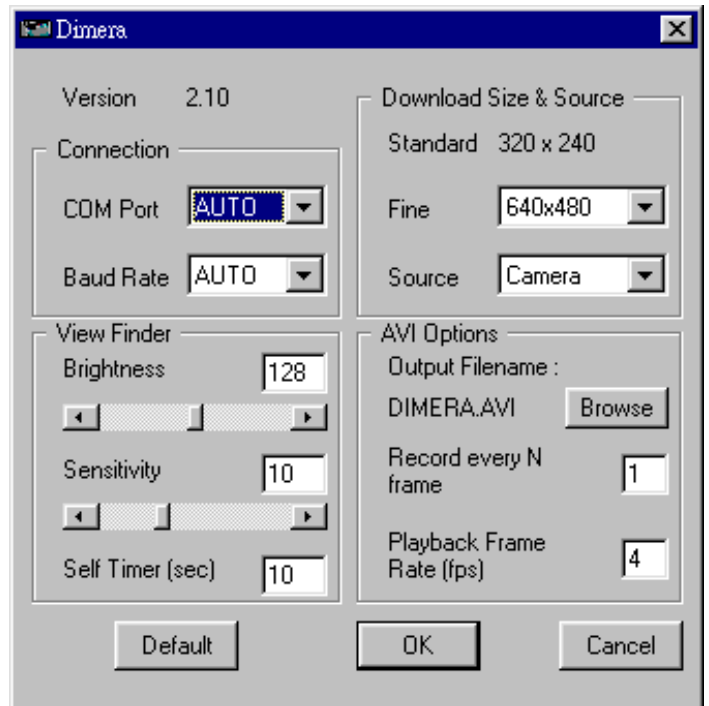 Dimera
Version 2.10
Connection
COM Port AUTO
Baud Rate AUTO
Download Size & Source
Standard 320 x 240
Fine 640x480
Source Camera
View Finder
Brightness 128
Sensitivity 10
Self Timer (sec) 10
AVI Options
Output Filename :
DIMERA.AVI Browse
Record every N
frame 1
Playback Frame
Rate (fps) 4
Default OK Cancel